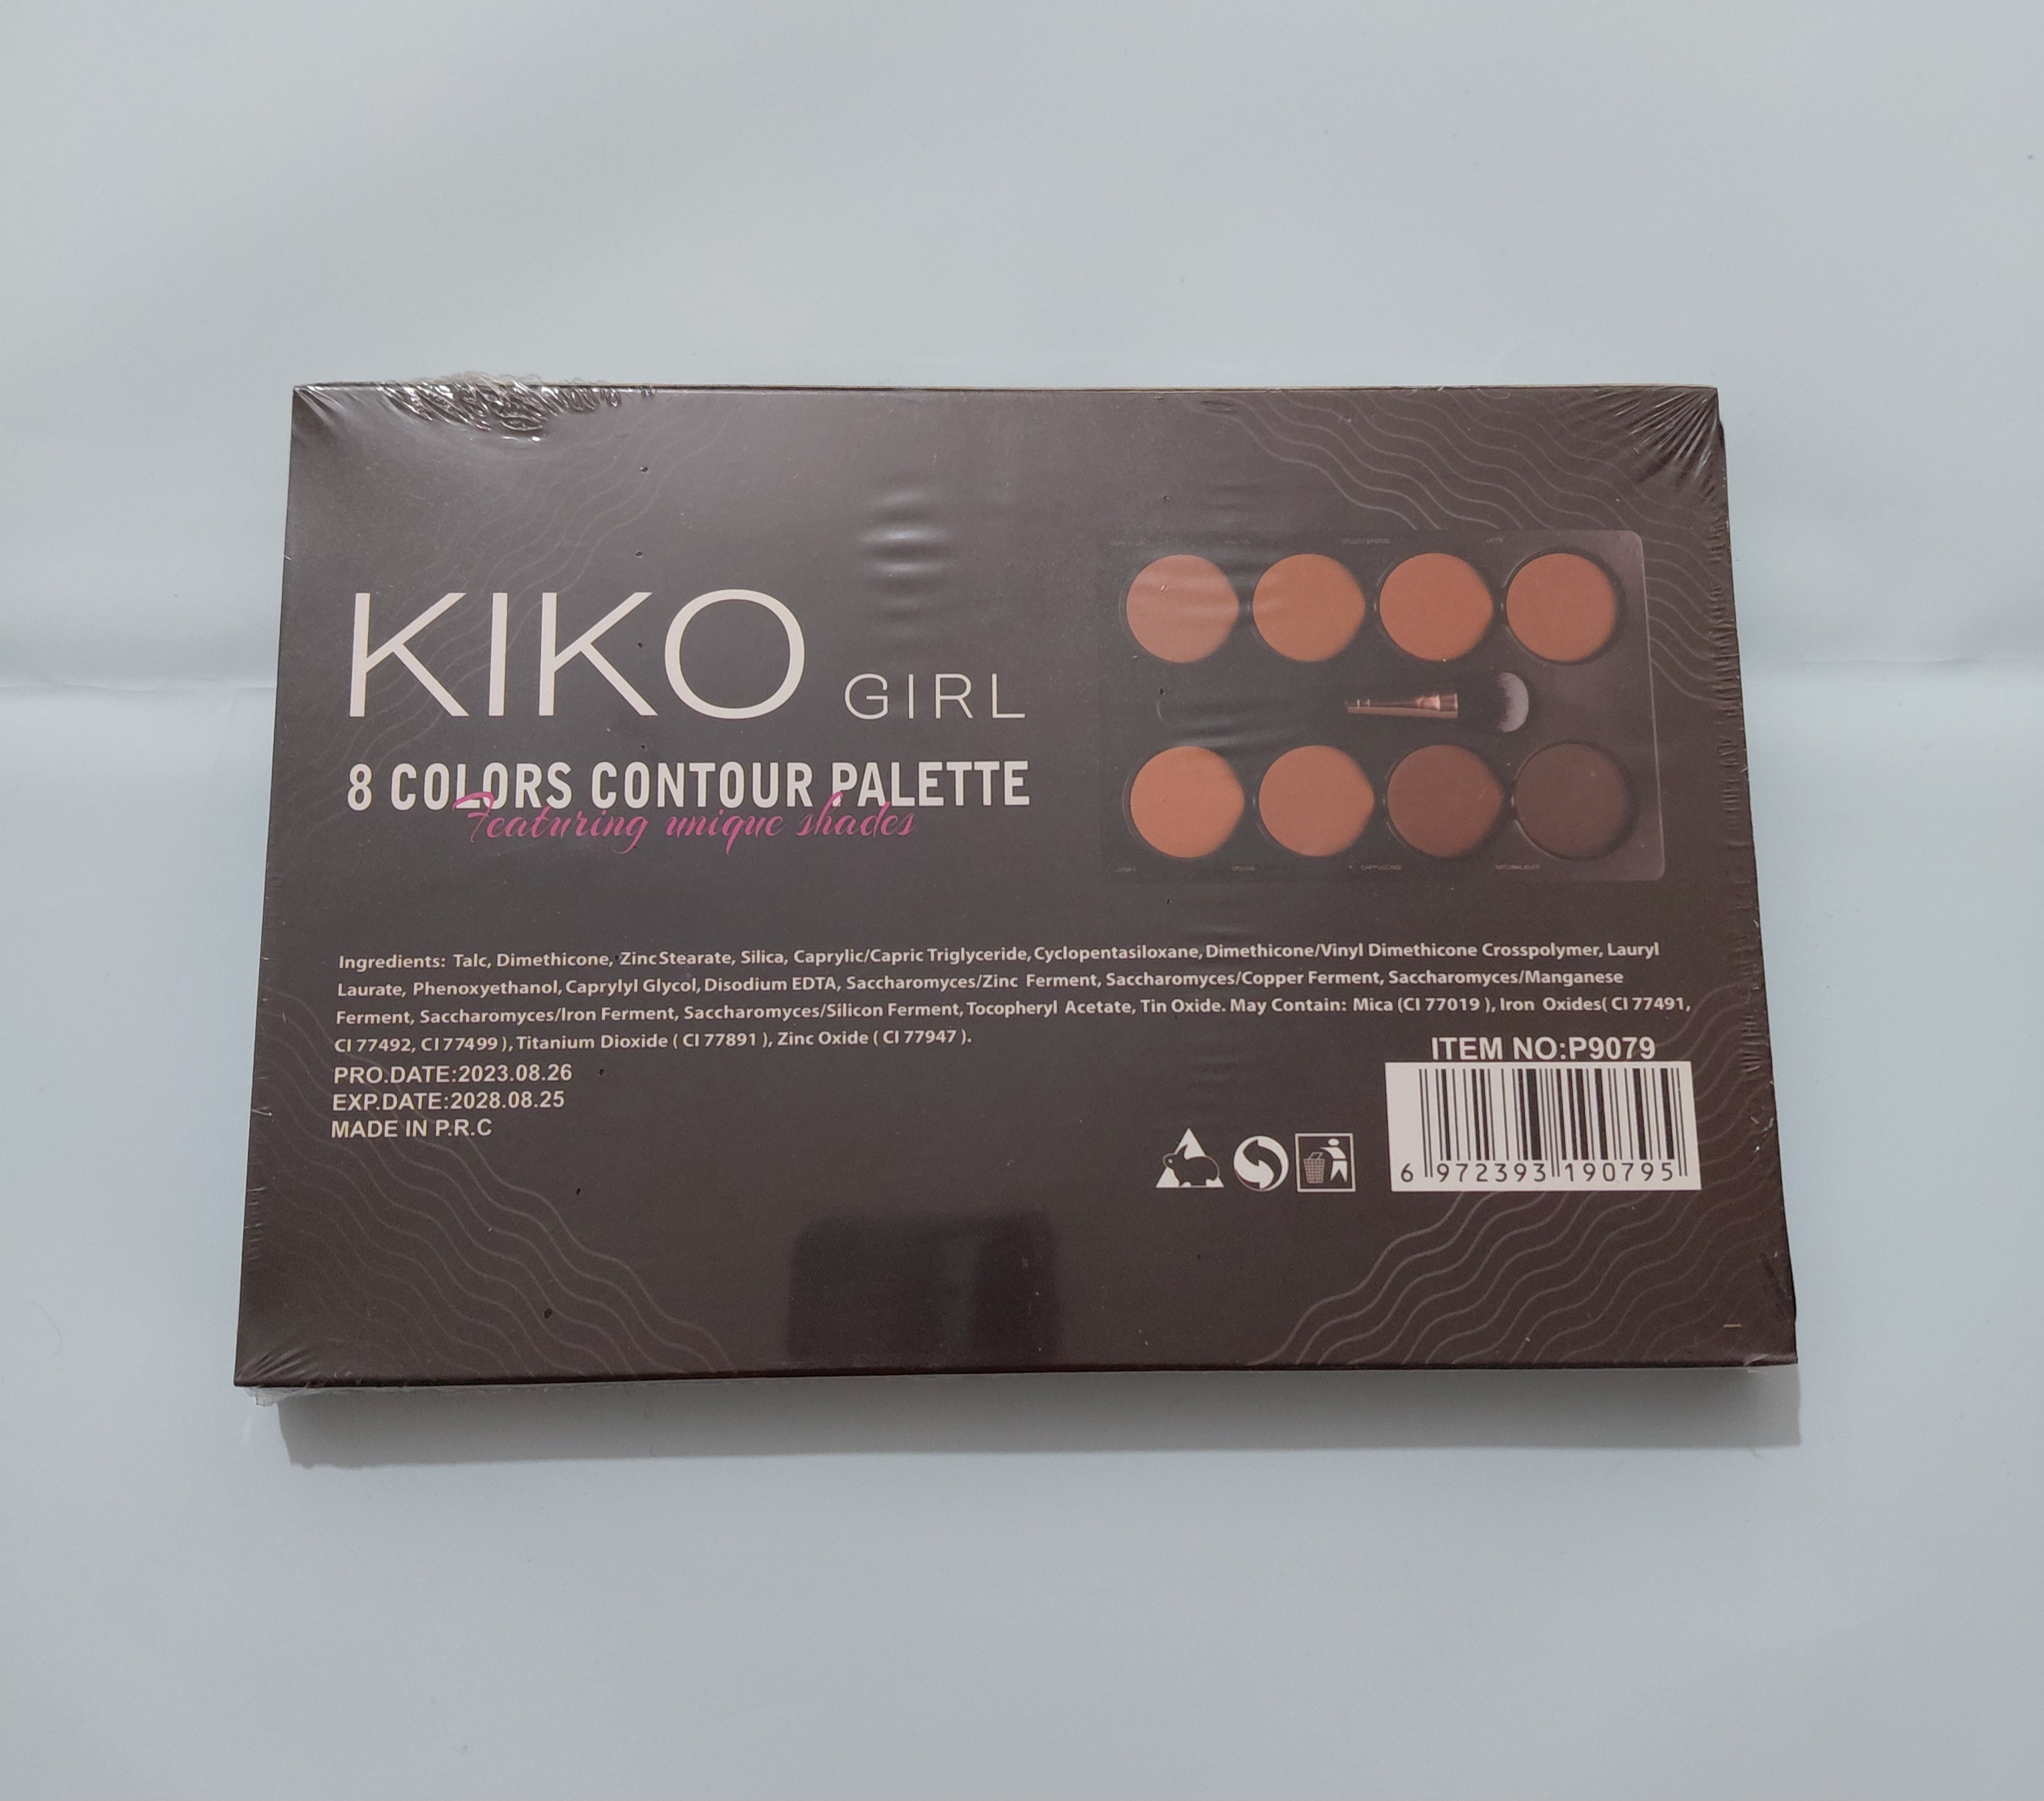 KIKO GIRL
8 COLORS CONTOUR PALETTE
Featuring unique shades
Ingredients: Talc, Dimethicone, Zinc Stearate, Silica, Caprylic/Capric Triglyceride, Cyclopentasiloxane, Dimethicone/Vinyl Dimethicone Crosspolymer, Lauryl
Laurate, Phenoxyethanol, Caprylyl Glycol, Disodium EDTA, Saccharomyces/Zinc Ferment, Saccharomyces/Copper Ferment, Saccharomyces/Manganese
Ferment, Saccharomyces/Iron Ferment, Saccharomyces/Silicon Ferment, Tocopheryl Acetate, Tin Oxide. May Contain: Mica (CI 77019 ), Iron Oxides( CI 77491,
CI 77492, CI 77499 ), Titanium Dioxide ( CI 77891 ), Zinc Oxide ( CI 77947 ).
PRO.DATE:2023.08.26
EXP.DATE:2028.08.25
MADE IN P.R.C
ITEM NO:P9079
6 972393 190795